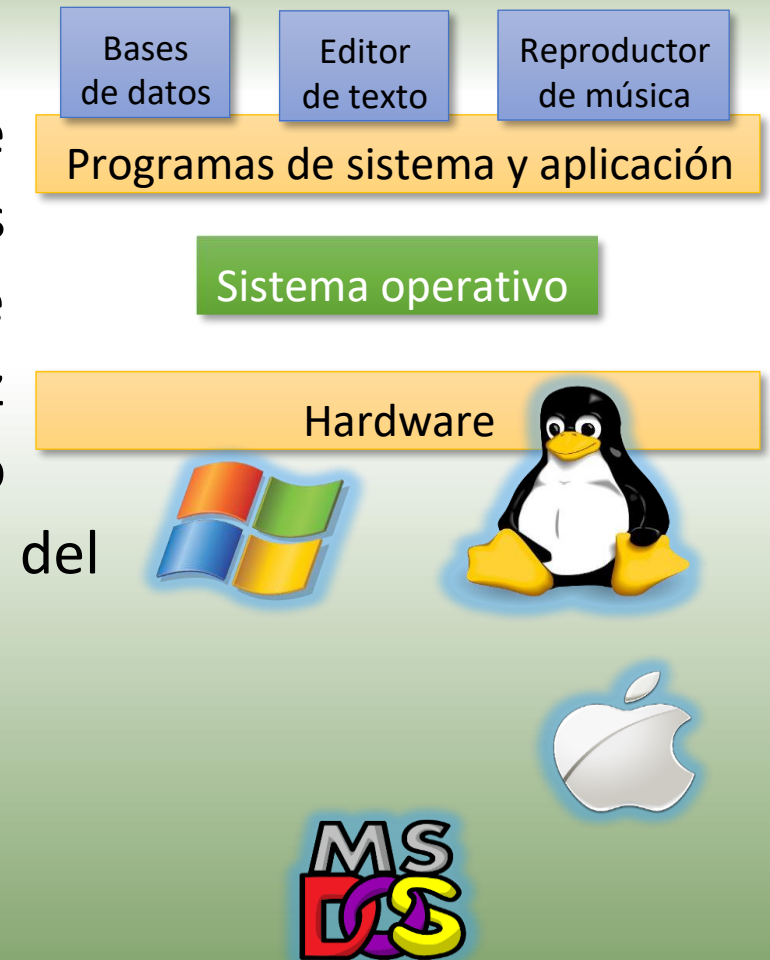 Bases
de datos
Editor
de texto
Reproductor
de música
Programas de sistema y aplicación
Sistema operativo
Hardware
del
MS
DOS